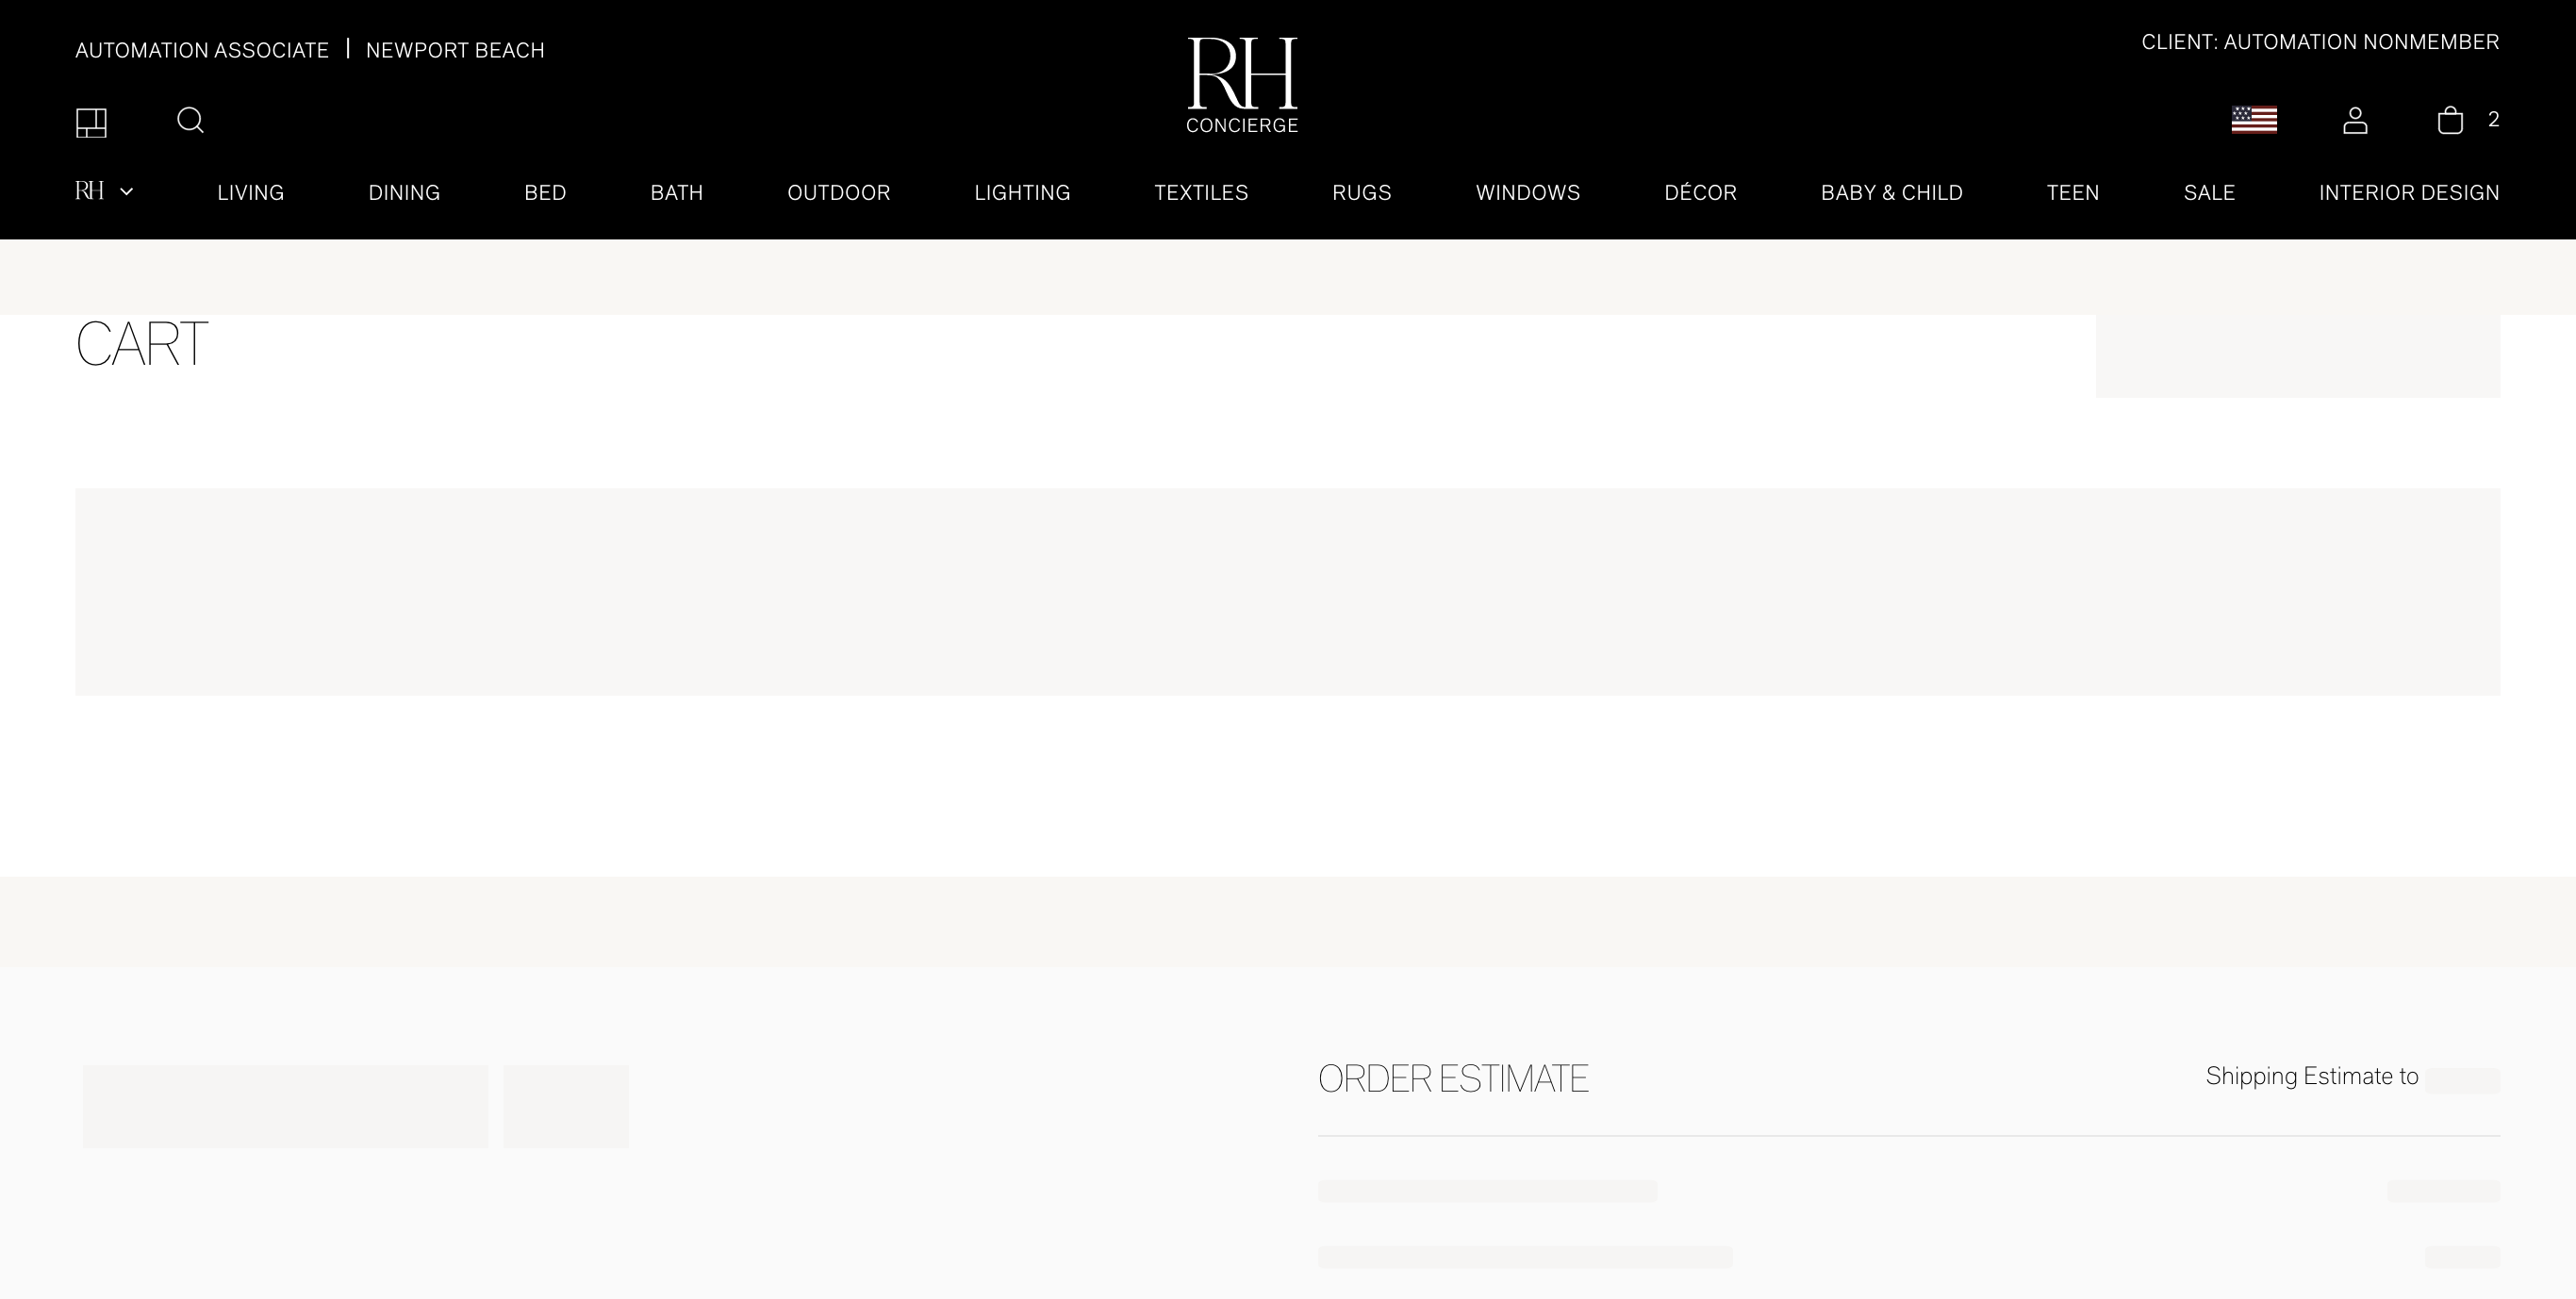 AUTOMATION ASSOCIATE | NEWPORT BEACH
RH
CONCIERGE
CLIENT: AUTOMATION NONMEMBER
2
RH LIVING DINING BED BATH OUTDOOR LIGHTING TEXTILES RUGS WINDOWS DÉCOR BABY & CHILD TEEN SALE INTERIOR DESIGN
CART
ORDER ESTIMATE Shipping Estimate to